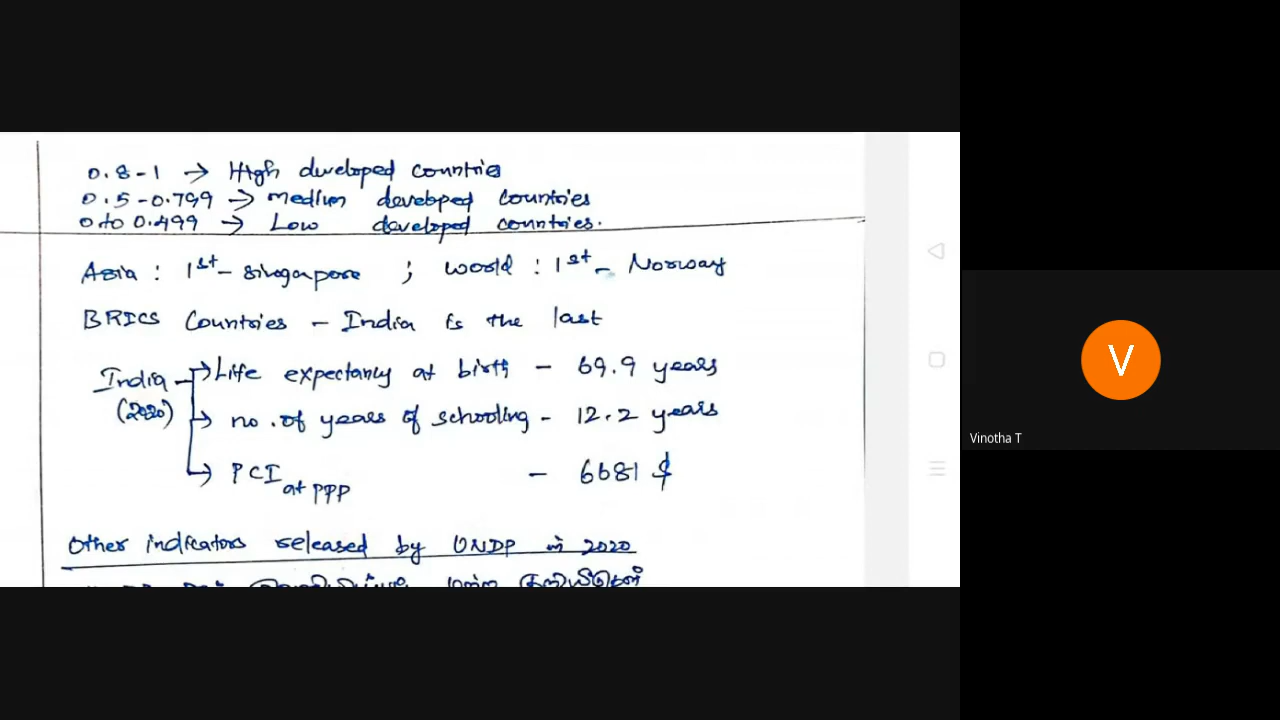 0.8-1 → High developed countries
0.5-0.799 → medium developed countries
0 to 0.499 → Low developed countries.
Asia : 1st - Singapore ; world : 1st - Norway
BRICS Countries - India is the last
India (2020) → Life expectancy at birth - 69.9 years
→ no. of years of schooling - 12.2 years
→ PCI at PPP - 6681 $
Other indicators released by UNDP in 2020
மற்ற குறியீடுகள்
V
Vinotha T